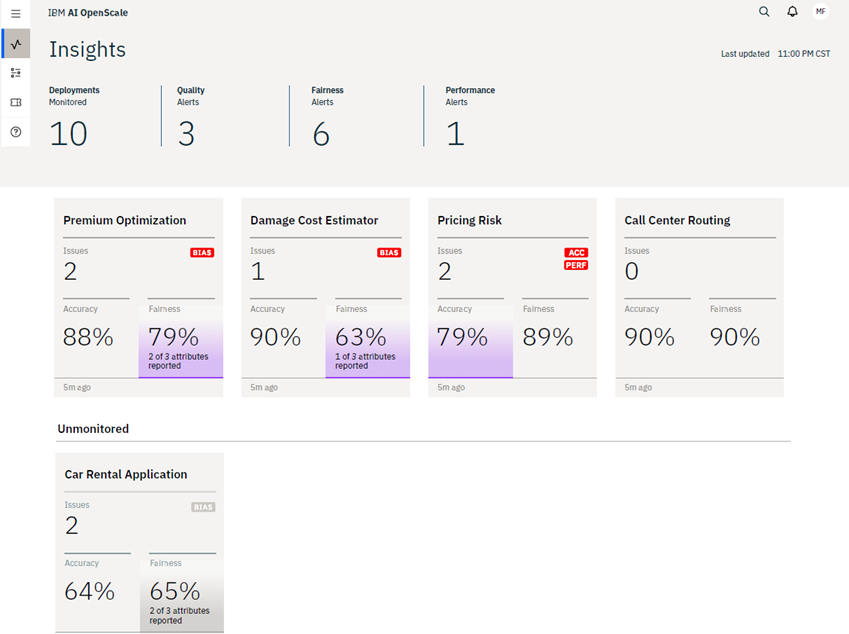 IBM AI OpenScale
MF
Insights
Last updated 11:00 PM CST
Deployments
Monitored
10
Quality
Alerts
3
Fairness
Alerts
6
Performance
Alerts
1
Premium Optimization
Issues
2
BIAS
Accuracy
88%
Fairness
79%
2 of 3 attributes
reported
5m ago
Damage Cost Estimator
Issues
1
BIAS
Accuracy
90%
Fairness
63%
1 of 3 attributes
reported
5m ago
Pricing Risk
Issues
2
ACC
PERF
Accuracy
79%
Fairness
89%
5m ago
Call Center Routing
Issues
0
Accuracy
90%
Fairness
90%
5m ago
Unmonitored
Car Rental Application
Issues
2
BIAS
Accuracy
64%
Fairness
65%
2 of 3 attributes
reported